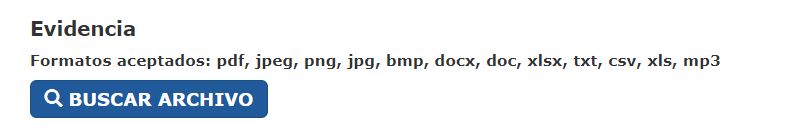 Evidencia
Formatos aceptados: pdf, jpeg, png, jpg, bmp, docx, doc, xlsx, txt, csv, xls, mp3
BUSCAR ARCHIVO